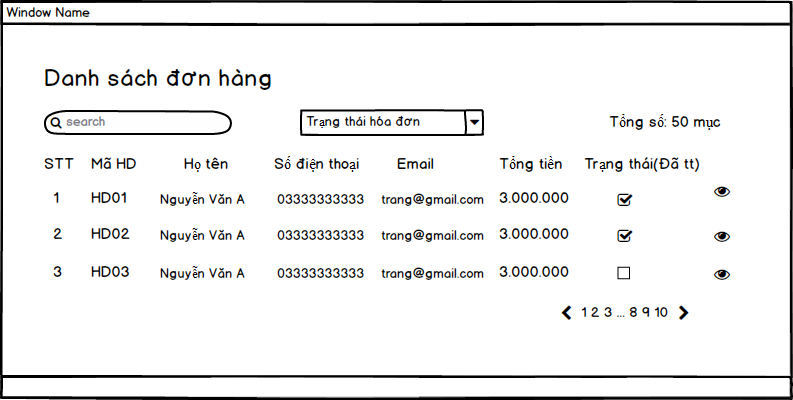 Window Name
Danh sách đơn hàng
search Trạng thái hóa đơn Tổng số: 50 mục
STT Mã HD Họ tên Số điện thoại Email Tổng tiền Trạng thái(Đã tt)
1 HD01 Nguyễn Văn A 03333333333 trang@gmail.com 3.000.000
2 HD02 Nguyễn Văn A 03333333333 trang@gmail.com 3.000.000
3 HD03 Nguyễn Văn A 03333333333 trang@gmail.com 3.000.000
1 2 3 ... 8 9 10